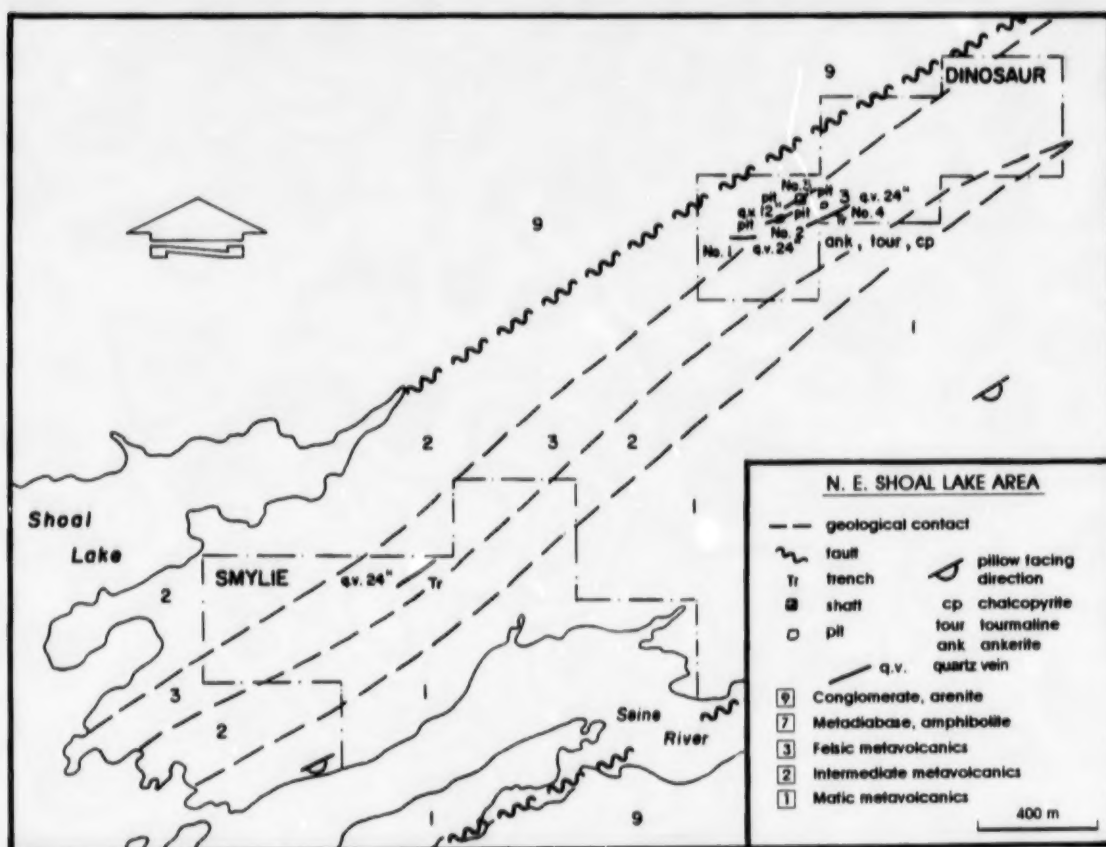 9
DINOSAUR
9
No. 3
pit
pit
3
q.v. 24"
q.v. 12"
pit
No. 4
pit
Tr
No. 2
No. 1
q.v. 24"
ank, tour, cp
1
2
3
2
1
Shoal
Lake
SMYLIE
q.v. 24"
Tr
2
3
2
1
Seine
River
1
9
N. E. SHOAL LAKE AREA
geological contact
fault
Tr trench
shaft
pit
pillow facing
direction
cp chalcopyrite
tour tourmaline
ank ankerite
q.v. quartz vein
9 Conglomerate, arenite
7 Metadiabase, amphibolite
3 Felsic metavolcanics
2 Intermediate metavolcanics
1 Mafic metavolcanics
400 m